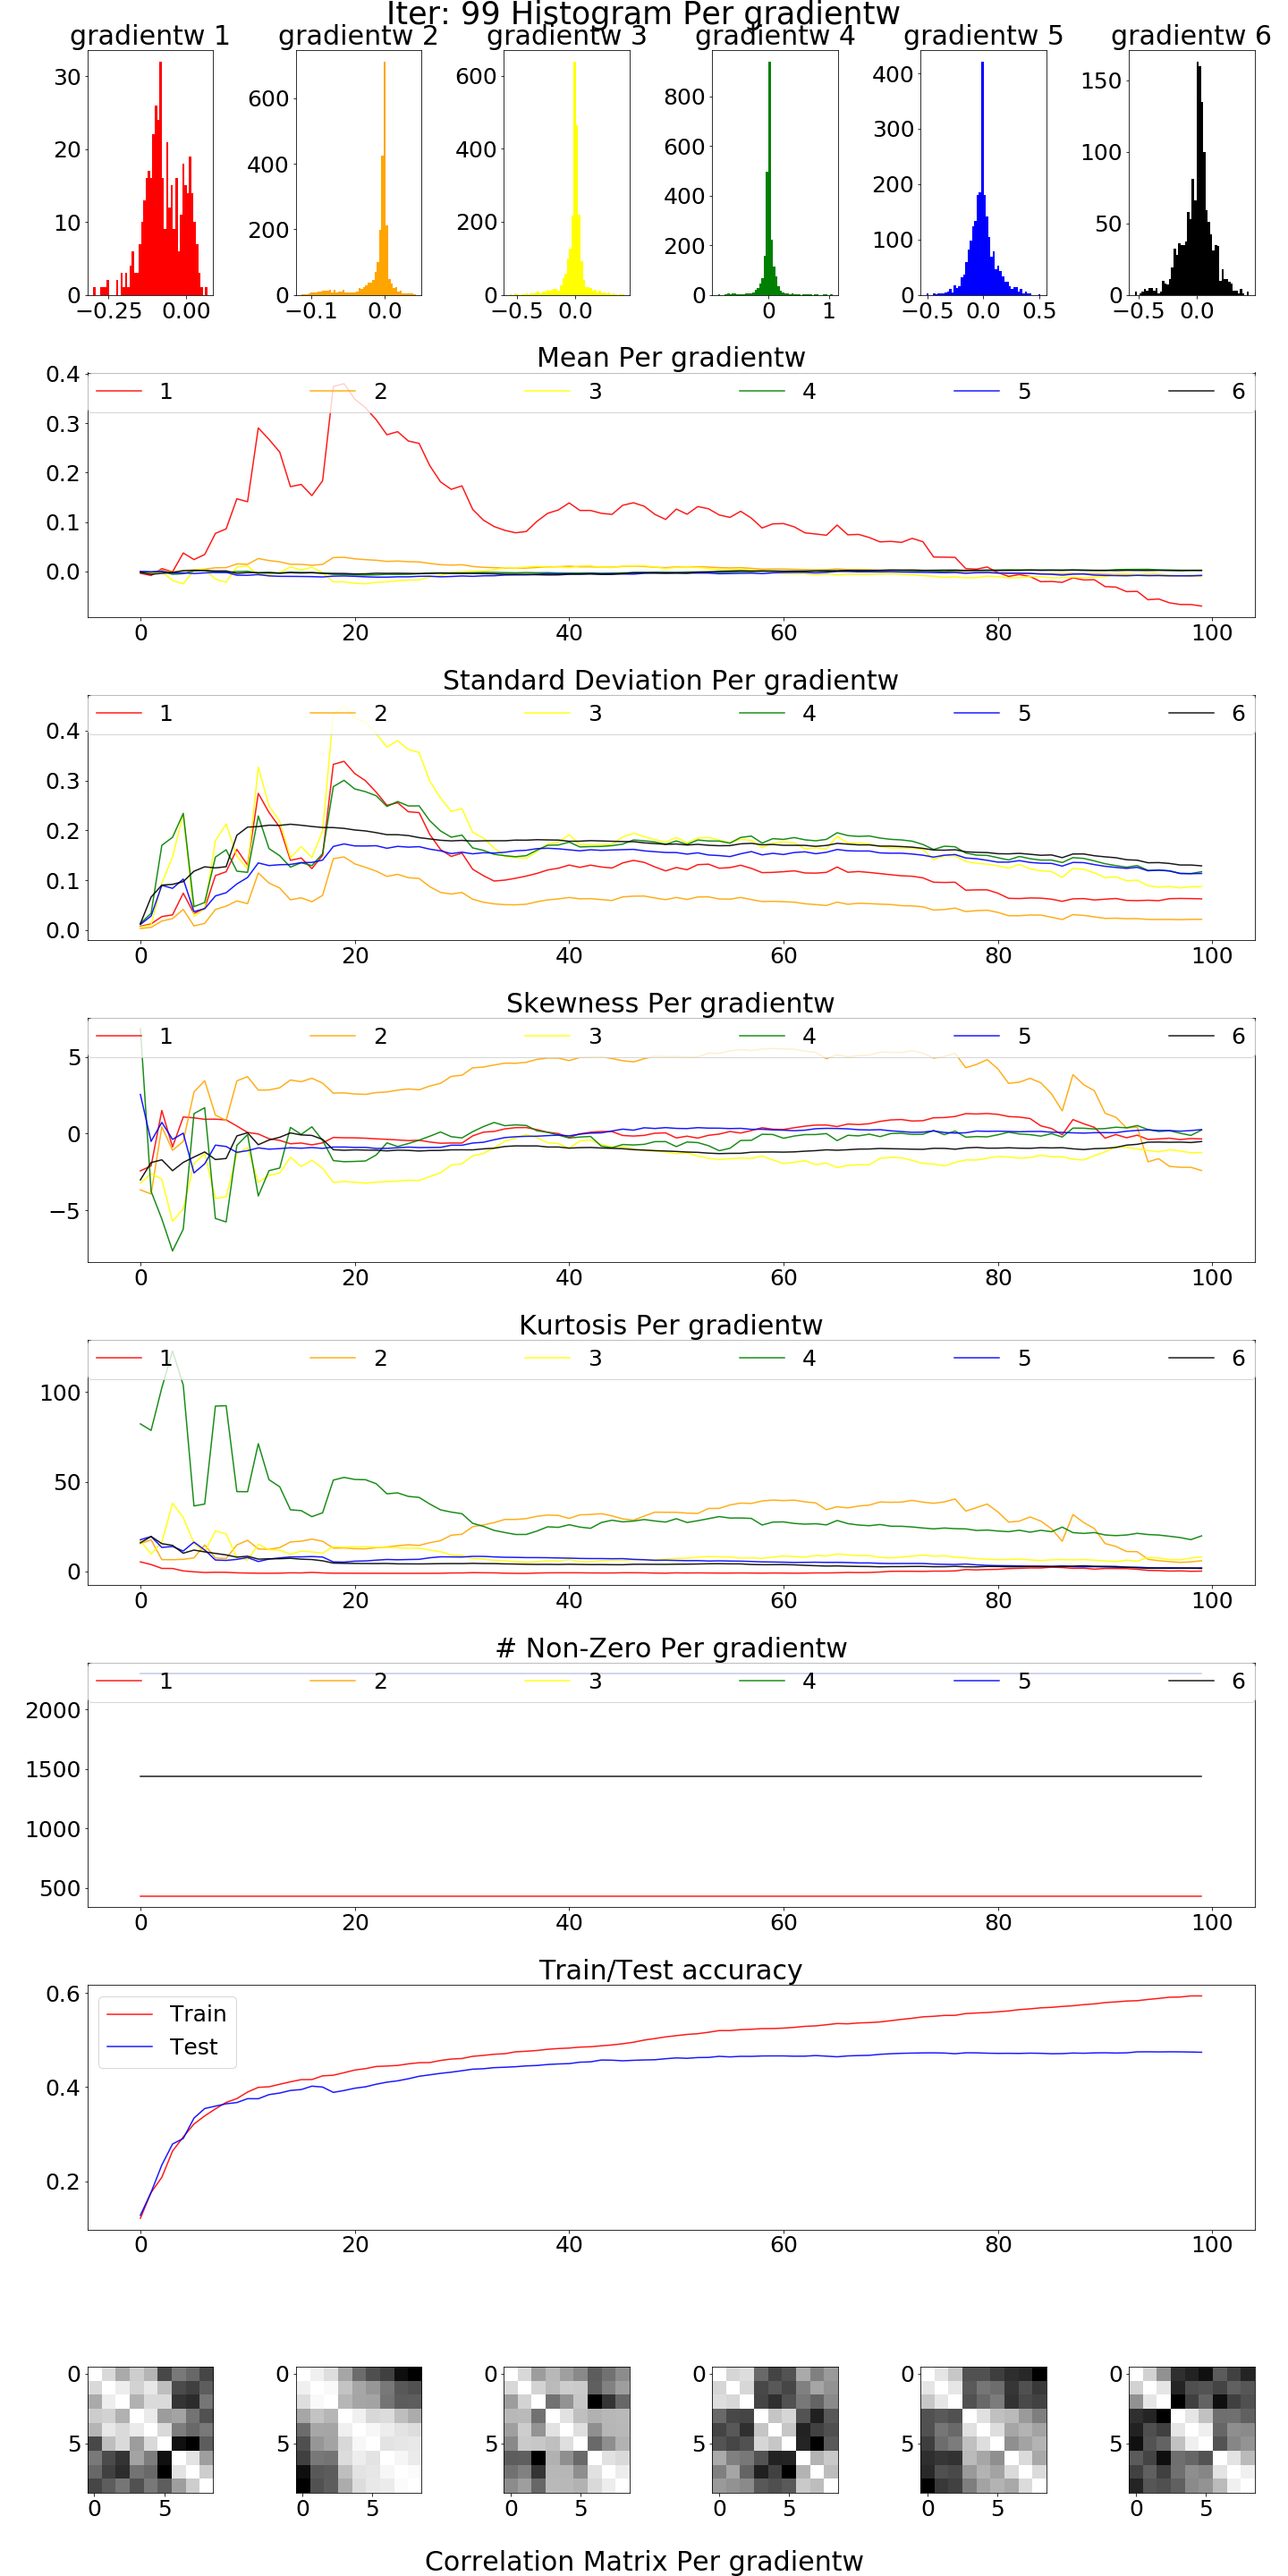 Iter: 99 Histogram Per gradientw
gradientw 1 gradientw 2 gradientw 3 gradientw 4 gradientw 5 gradientw 6
30 20 10 0
−0.25 0.00
600 400 200 0
−0.1 0.0
600 400 200 0
−0.5 0.0
800 600 400 200 0
0 1
400 300 200 100 0
−0.5 0.0 0.5
150 100 50 0
−0.5 0.0
Mean Per gradientw
1 2 3 4 5 6
0.4
0.3
0.2
0.1
0.0
0 20 40 60 80 100
Standard Deviation Per gradientw
1 2 3 4 5 6
0.4
0.3
0.2
0.1
0.0
0 20 40 60 80 100
Skewness Per gradientw
1 2 3 4 5 6
5
0
−5
0 20 40 60 80 100
Kurtosis Per gradientw
1 2 3 4 5 6
100
50
0
0 20 40 60 80 100
# Non-Zero Per gradientw
1 2 3 4 5 6
2000
1500
1000
500
0 20 40 60 80 100
Train/Test accuracy
0.6
Train
Test
0.4
0.2
0 20 40 60 80 100
0 0 0 0 0 0
5 5 5 5 5 5
0 5 0 5 0 5 0 5 0 5 0 5
Correlation Matrix Per gradientw